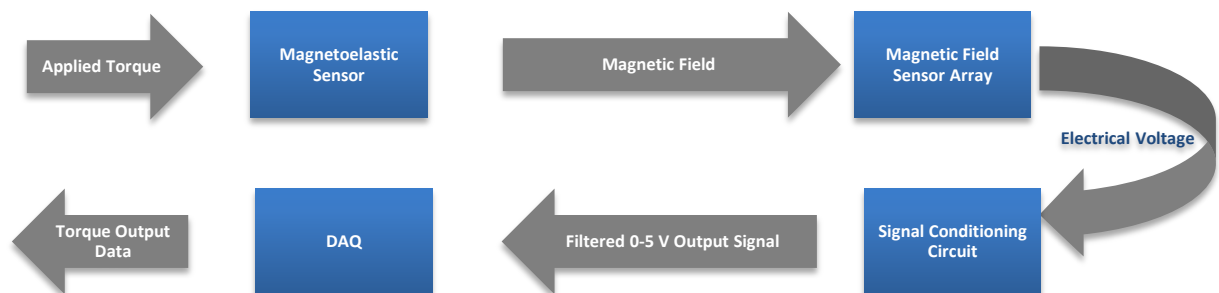 Applied Torque
Magnetoelastic
Sensor
Magnetic Field
Magnetic Field
Sensor Array
Electrical Voltage
Signal Conditioning
Circuit
Filtered 0-5 V Output Signal
DAQ
Torque Output
Data